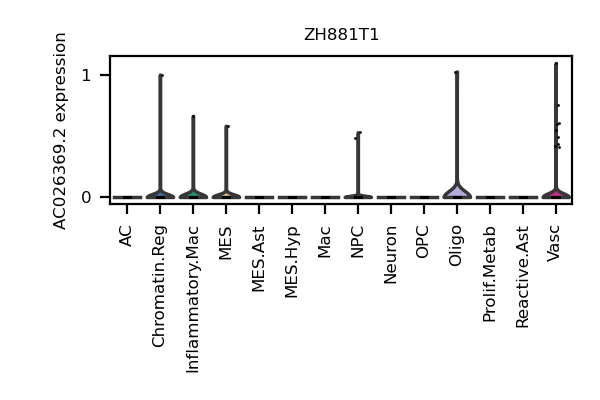 ZH881T1
AC026369.2 expression
1
0
AC
Chromatin.Reg
Inflammatory.Mac
MES
MES.Ast
MES.Hyp
Mac
NPC
Neuron
OPC
Oligo
Prolif.Metab
Reactive.Ast
Vasc